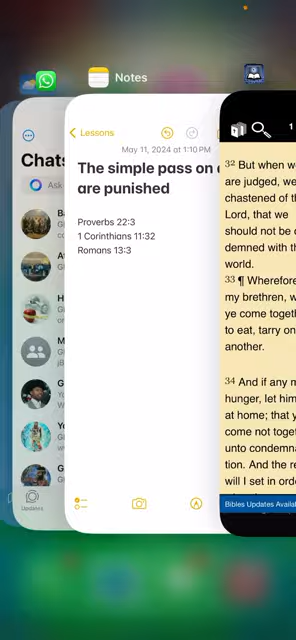 Notes
Chats
Ask
Updates
Lessons
May 11, 2024 at 1:10 PM
The simple pass on
are punished
Proverbs 22:3
1 Corinthians 11:32
Romans 13:3
1
32 But when w
are judged, we
chastened of th
Lord, that we
should not be c
demned with th
world.
33 ¶ Wherefore
my brethren, w
ye come togeth
to eat, tarry on
another.
34 And if any m
hunger, let him
at home; that y
come not toget
unto condemna
tion. And the re
will I set in orde
Bibles Updates Availa